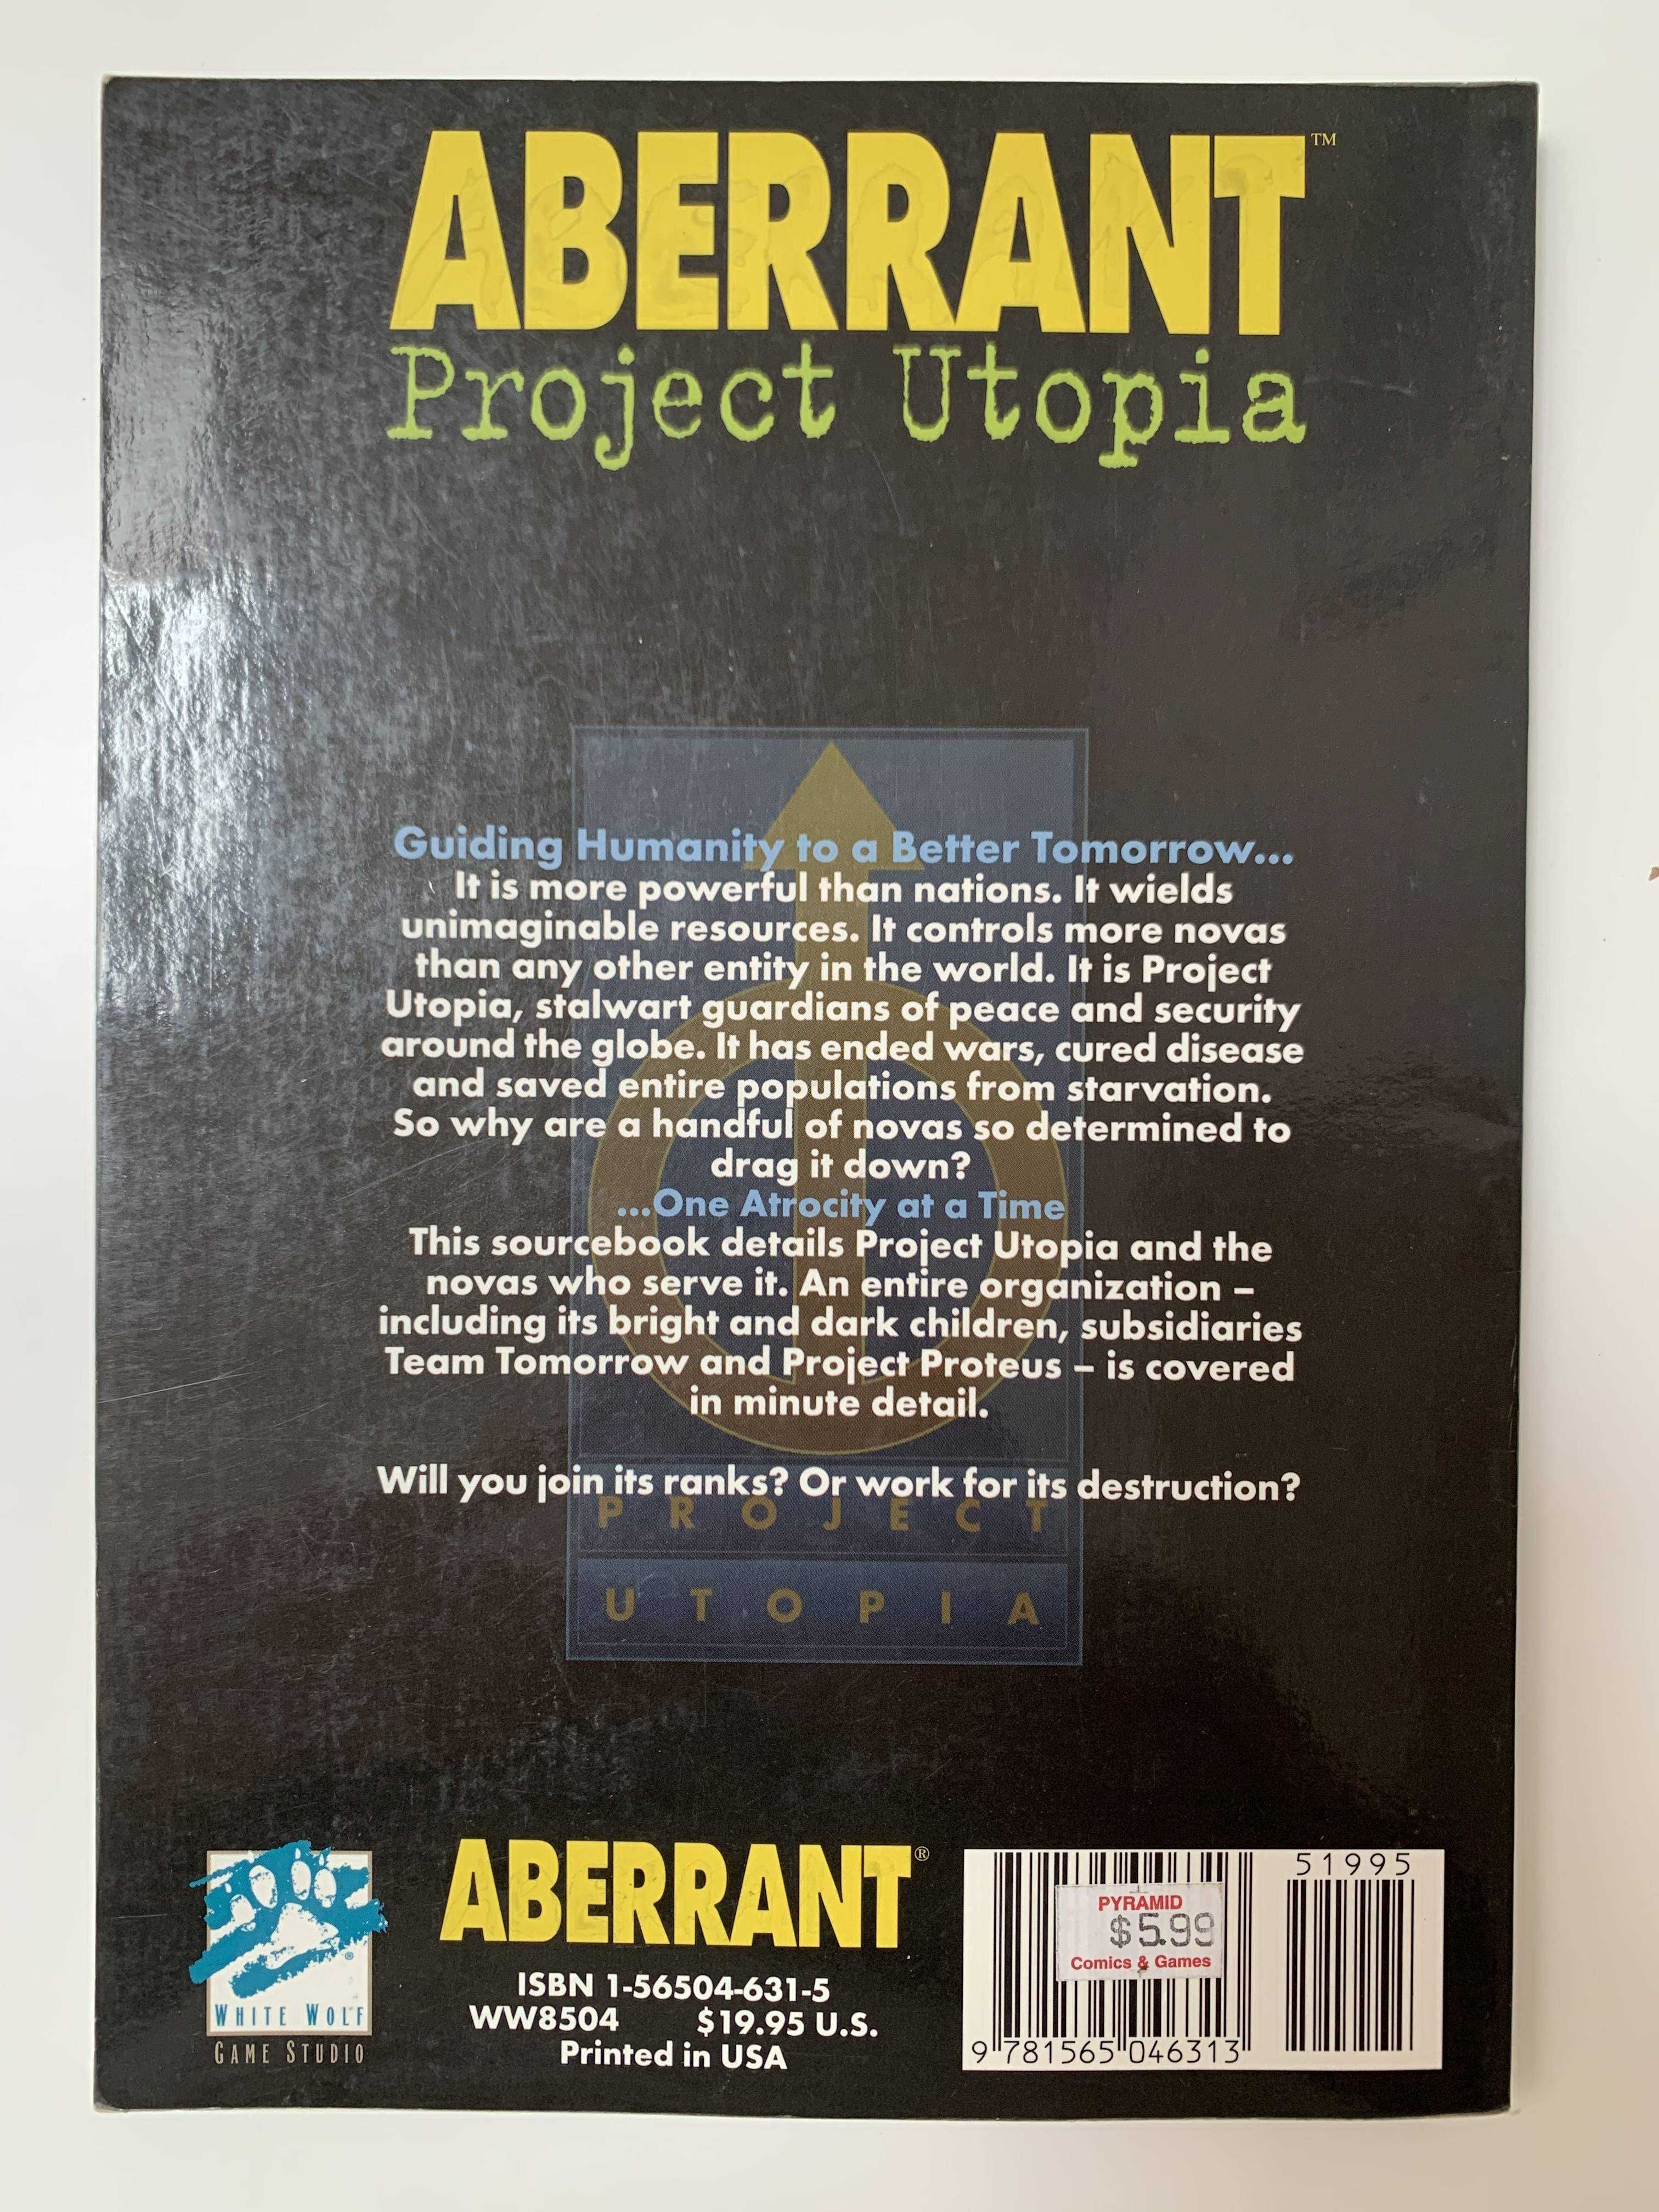 ABERRANT™
Project Utopia
Guiding Humanity to a Better Tomorrow...
It is more powerful than nations. It wields
unimaginable resources. It controls more novas
than any other entity in the world. It is Project
Utopia, stalwart guardians of peace and security
around the globe. It has ended wars, cured disease
and saved entire populations from starvation.
So why are a handful of novas so determined to
drag it down?
...One Atrocity at a Time
This sourcebook details Project Utopia and the
novas who serve it. An entire organization –
including its bright and dark children, subsidiaries
Team Tomorrow and Project Proteus – is covered
in minute detail.
Will you join its ranks? Or work for its destruction?
PROJECT
UTOPIA
®
WHITE WOLF
GAME STUDIO
ABERRANT®
ISBN 1-56504-631-5
WW8504 $19.95 U.S.
Printed in USA
51995
PYRAMID
$5.99
Comics & Games
9 781565 046313